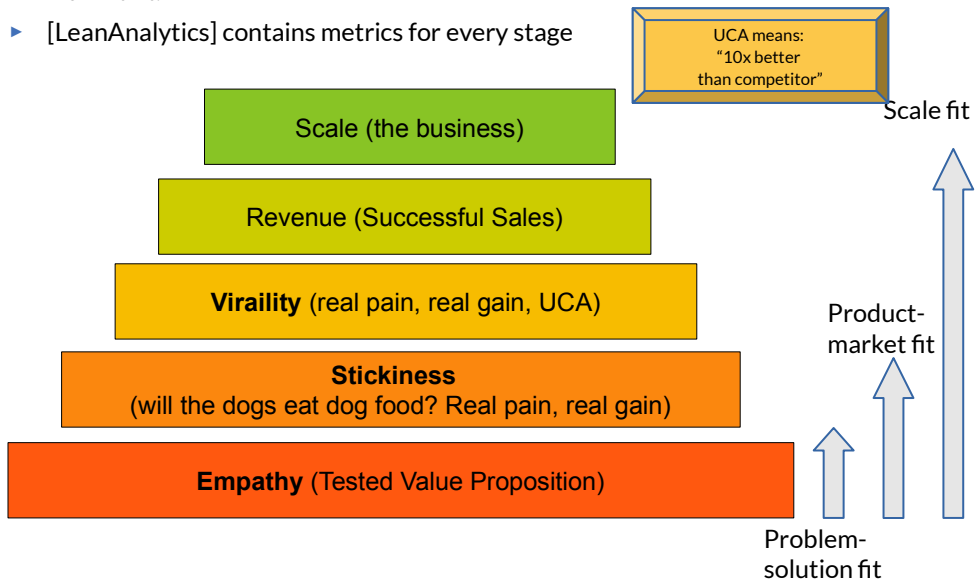 [LeanAnalytics] contains metrics for every stage
UCA means:
“10x better
than competitor”
Scale fit
Scale (the business)
Revenue (Successful Sales)
Viraility (real pain, real gain, UCA)
Product-
market fit
Stickiness
(will the dogs eat dog food? Real pain, real gain)
Empathy (Tested Value Proposition)
Problem-
solution fit